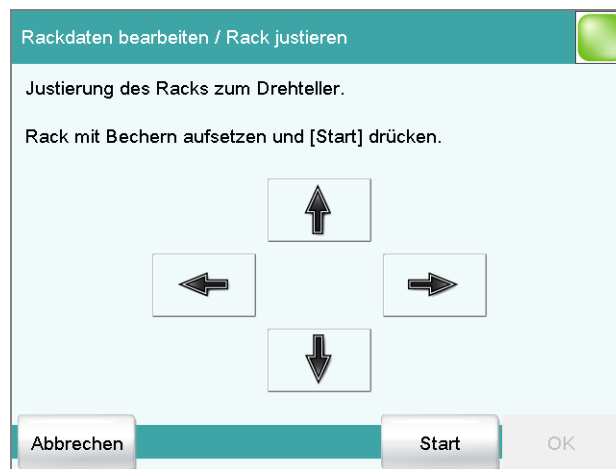 Rackdaten bearbeiten / Rack justieren
Justierung des Racks zum Drehteller.
Rack mit Bechern aufsetzen und [Start] drücken.
Abbrechen
Start
OK